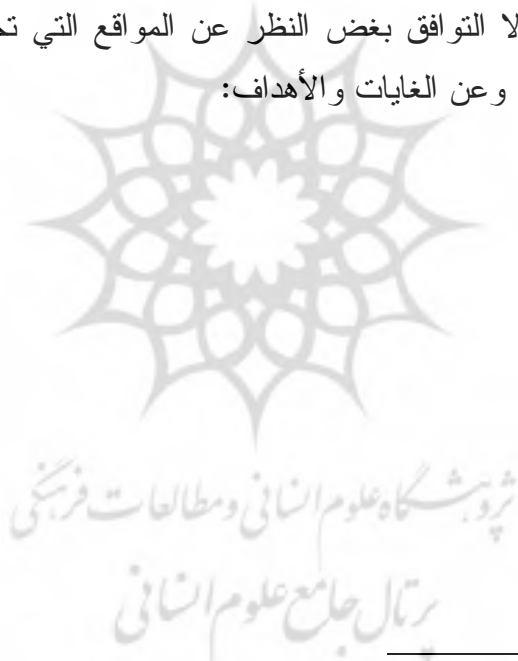 لا التوافق بغض النظر عن المواقع التي
وعن الغايات والأهداف:
پژوهشگاه علوم انسانی و مطالعات فرهنگی
پرتال جامع علوم انسانی